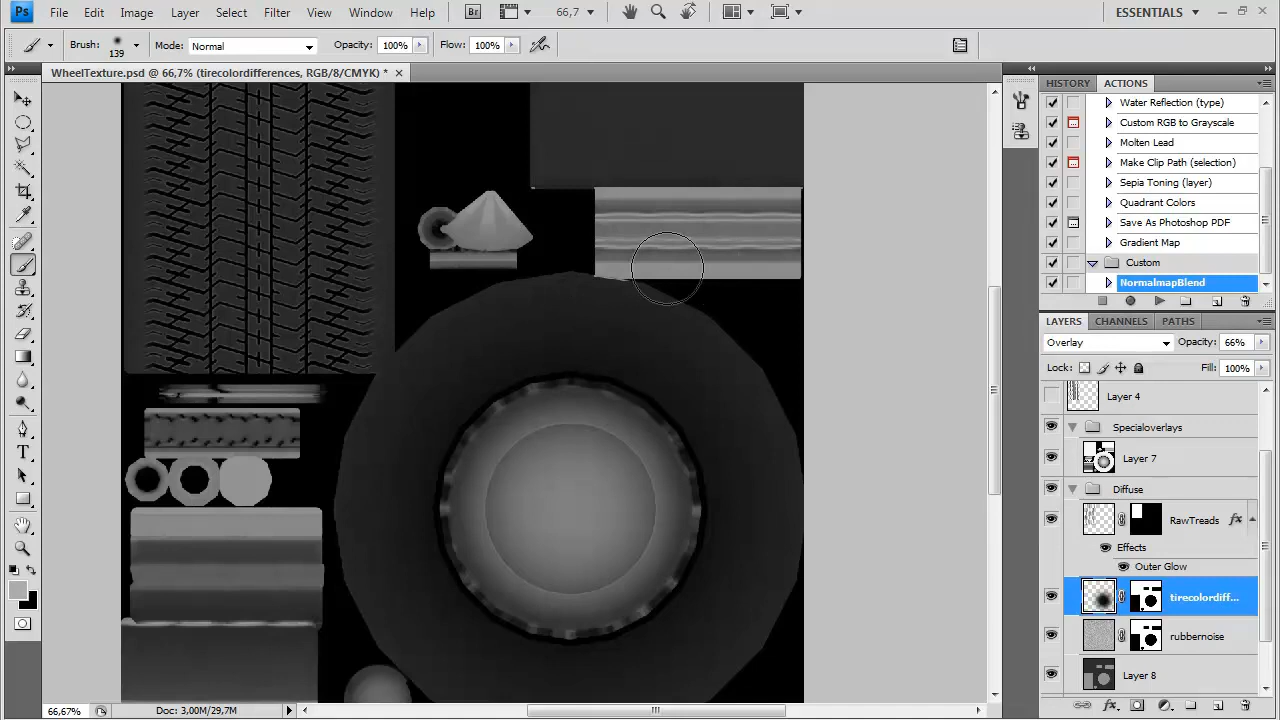 Ps File Edit Image Layer Select Filter View Window Help Br 66,7 ESSENTIALS
Brush: 139 Mode: Normal Opacity: 100% Flow: 100%
WheelTexture.psd @ 66,7% (tirecolordifferences, RGB/8/CMYK) *
HISTORY ACTIONS
Water Reflection (type)
Custom RGB to Grayscale
Molten Lead
Make Clip Path (selection)
Sepia Toning (layer)
Quadrant Colors
Save As Photoshop PDF
Gradient Map
Custom
NormalmapBlend
LAYERS CHANNELS PATHS
Overlay Opacity: 66%
Lock: Fill: 100%
Layer 4
Specialoverlays
Layer 7
Diffuse
RawTreads fx
Effects
Outer Glow
tirecolordiff...
rubbernoise
Layer 8
66,67% Doc: 3,00M/29,7M